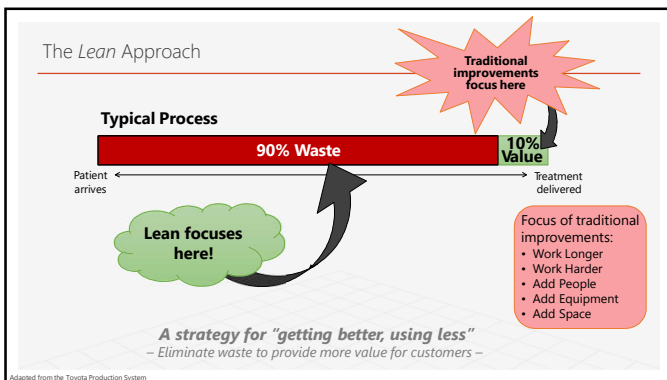 The Lean Approach
Traditional
improvements
focus here
Typical Process
90% Waste
10%
Value
Patient
arrives
Treatment
delivered
Lean focuses
here!
Focus of traditional
improvements:
• Work Longer
• Work Harder
• Add People
• Add Equipment
• Add Space
A strategy for “getting better, using less”
– Eliminate waste to provide more value for customers –
Adapted from the Toyota Production System